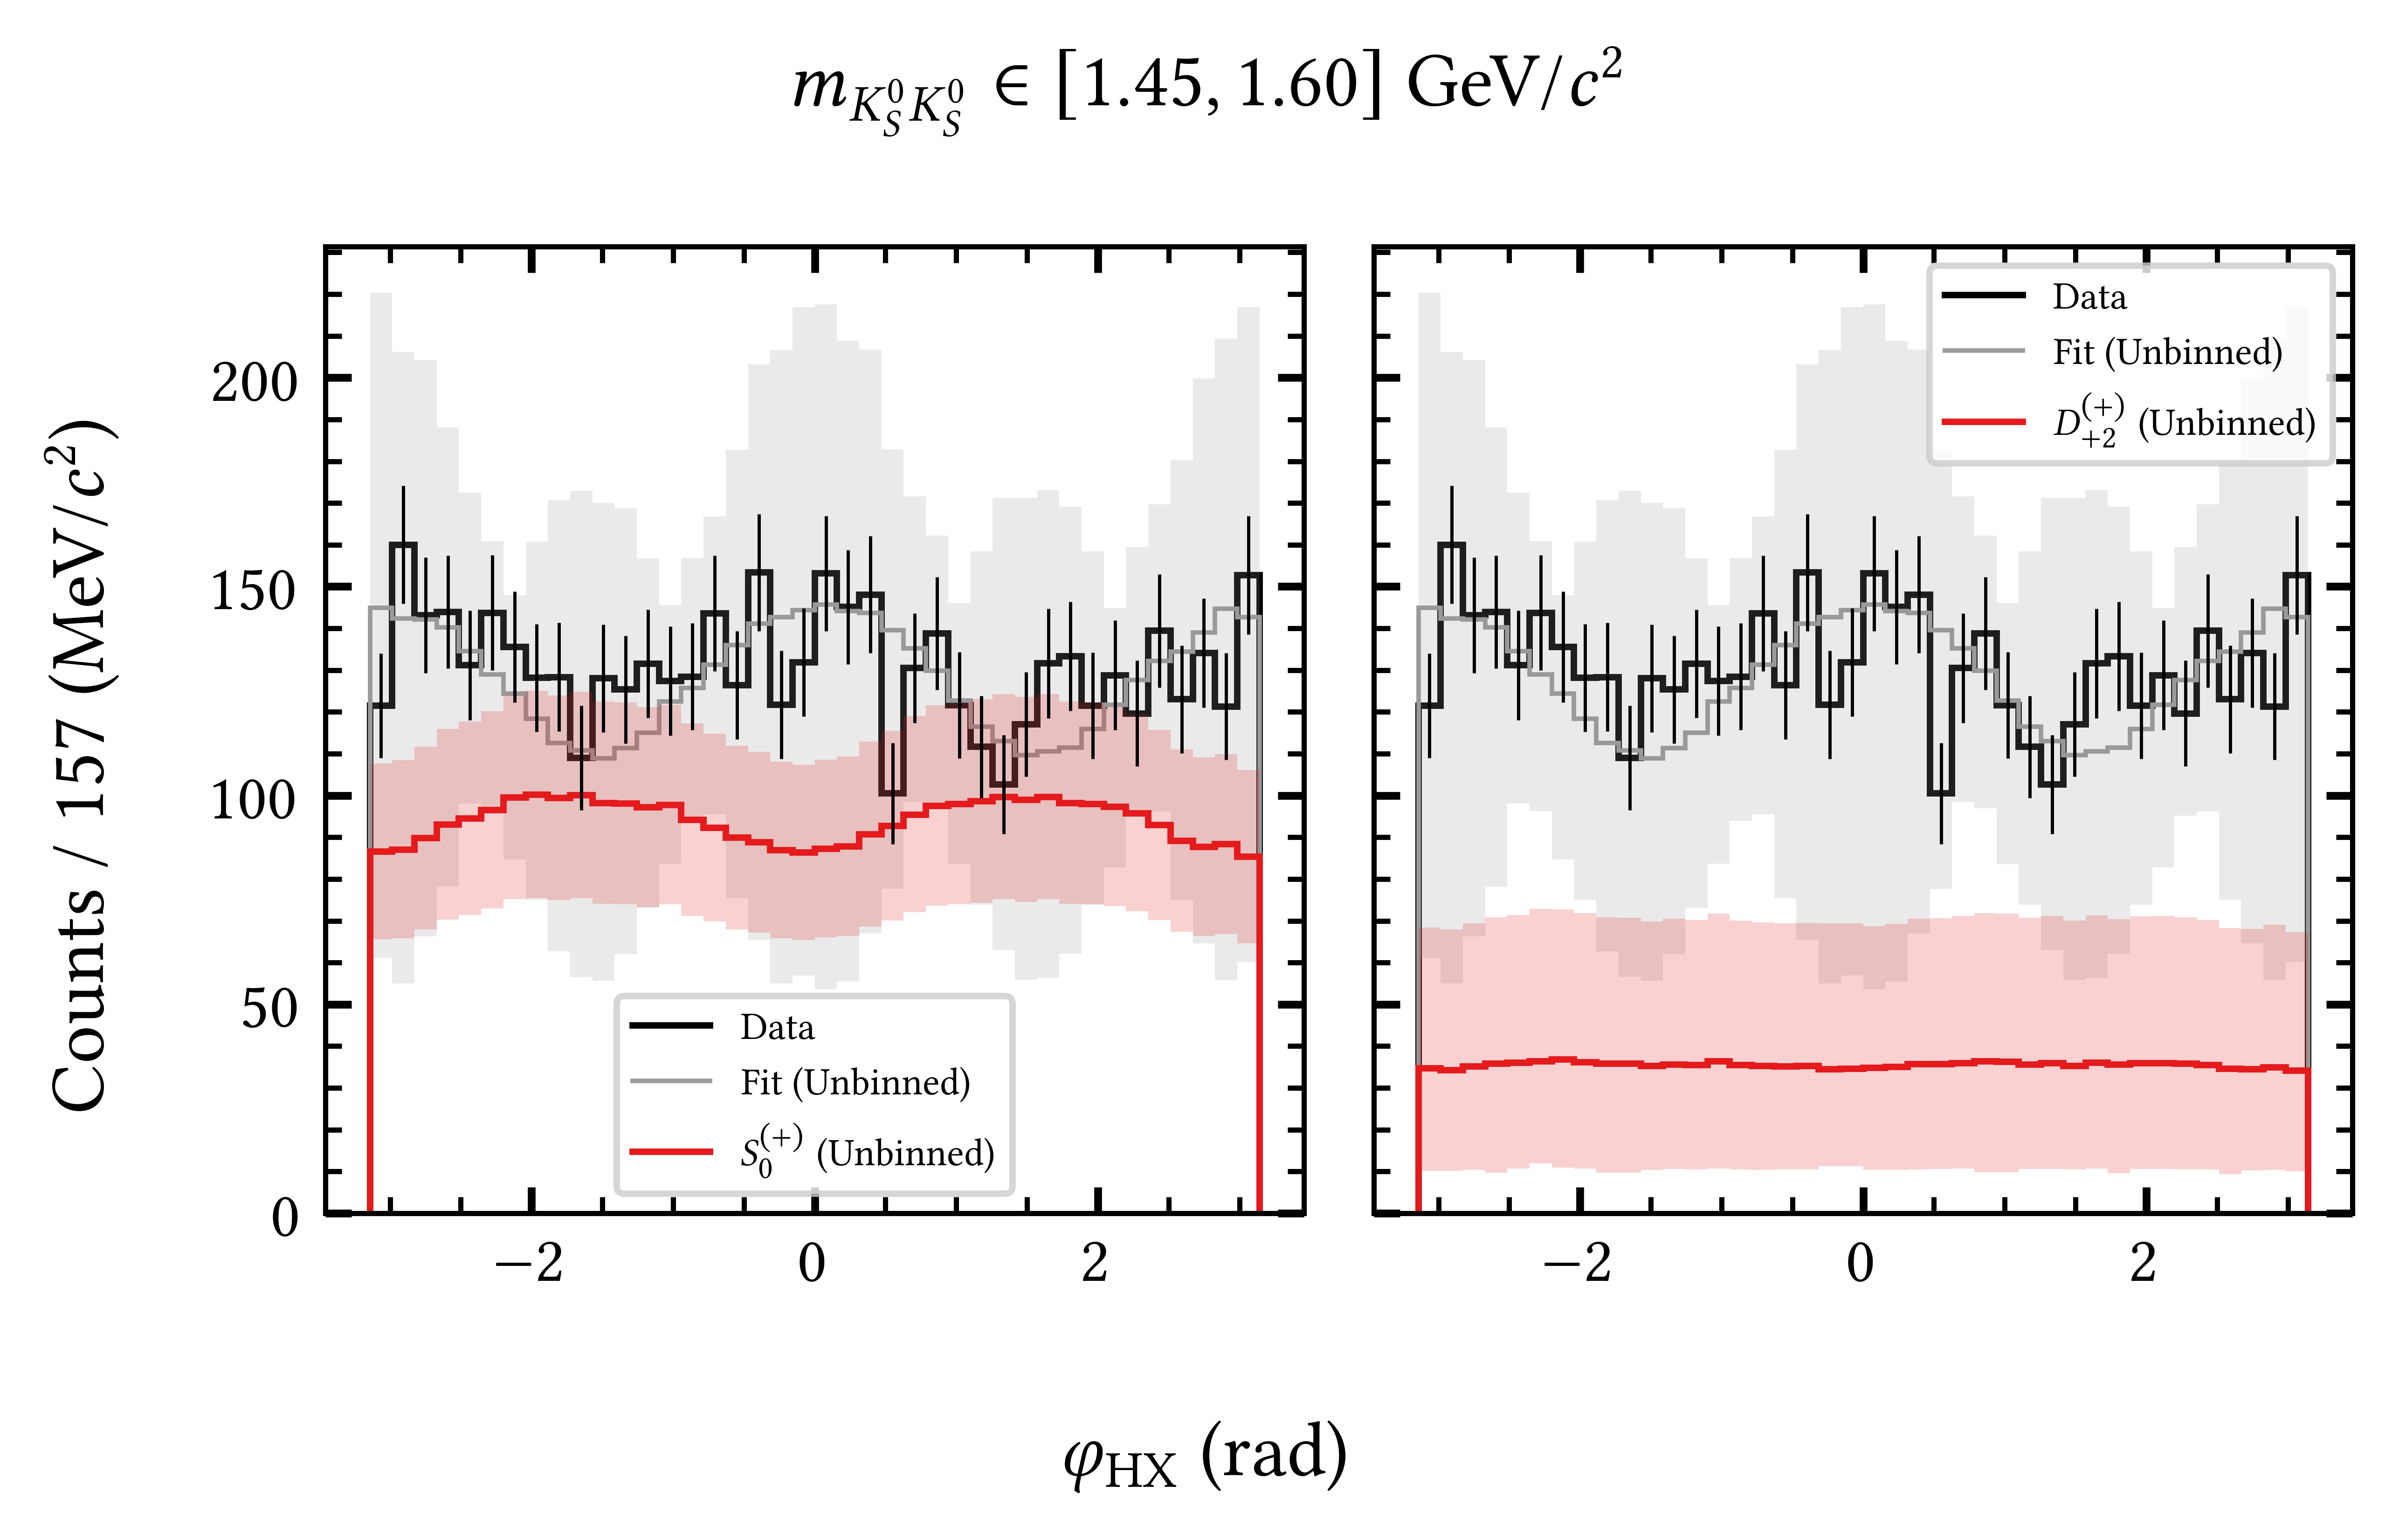 m_{K_S^0 K_S^0} ∈ [1.45, 1.60] GeV/c²
Counts / 157 (MeV/c²)
200
150
100
50
0
Data
Fit (Unbinned)
S_0^{(+)} (Unbinned)
Data
Fit (Unbinned)
D_{+2}^{(+)} (Unbinned)
−2 0 2
−2 0 2
φ_{HX} (rad)